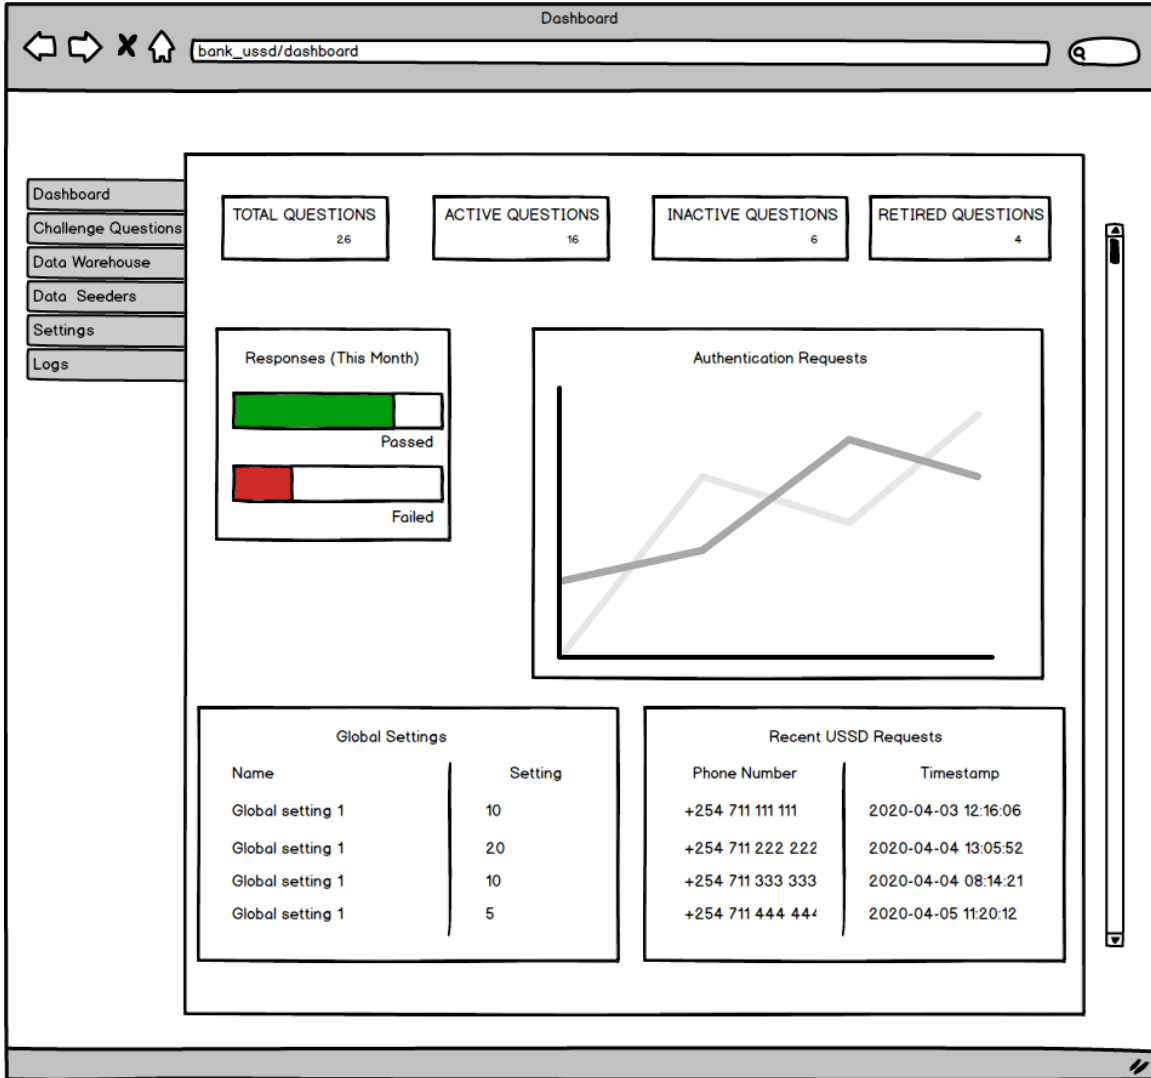 Dashboard
bank_ussd/dashboard
Dashboard
Challenge Questions
Data Warehouse
Data Seeders
Settings
Logs
TOTAL QUESTIONS
26
ACTIVE QUESTIONS
16
INACTIVE QUESTIONS
6
RETIRED QUESTIONS
4
Responses (This Month)
Passed
Failed
Authentication Requests
Global Settings
Name Setting
Global setting 1 10
Global setting 1 20
Global setting 1 10
Global setting 1 5
Recent USSD Requests
Phone Number Timestamp
+254 711 111 111 2020-04-03 12:16:06
+254 711 222 222 2020-04-04 13:05:52
+254 711 333 333 2020-04-04 08:14:21
+254 711 444 444 2020-04-05 11:20:12